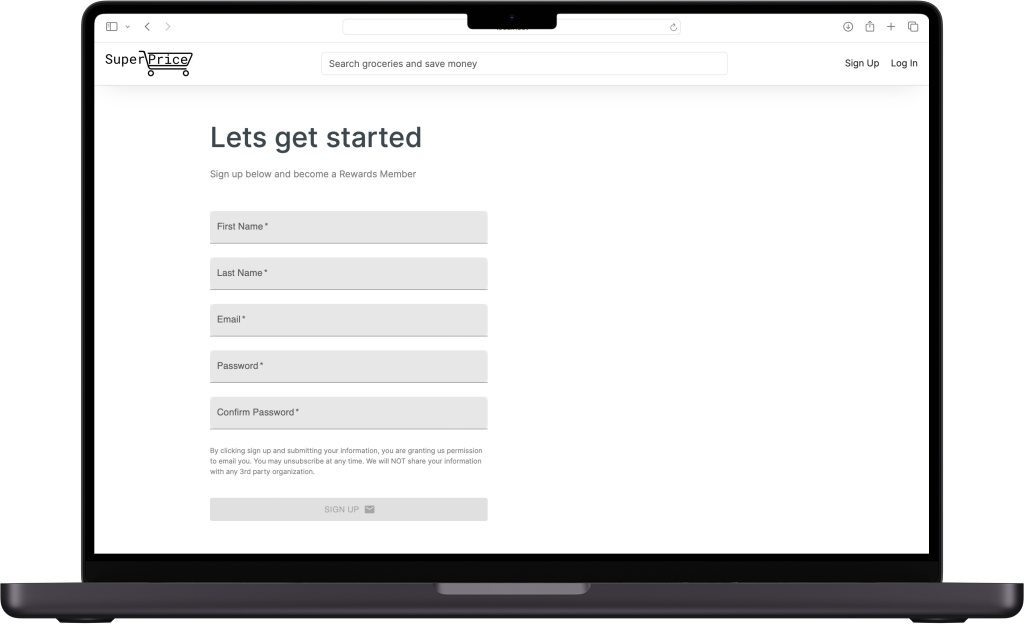 SuperPrice
Search groceries and save money
Sign Up
Log In
Lets get started
Sign up below and become a Rewards Member
First Name *
Last Name *
Email *
Password *
Confirm Password *
By clicking sign up and submitting your information, you are granting us permission
to email you. You may unsubscribe at any time. We will NOT share your information
with any 3rd party organization.
SIGN UP